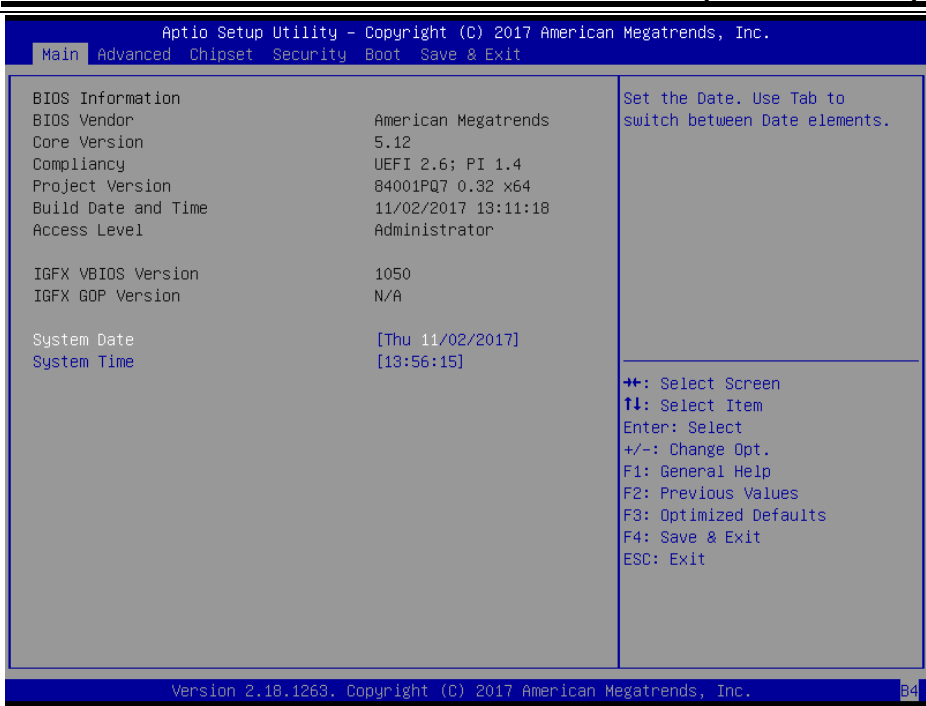 Aptio Setup Utility – Copyright (C) 2017 American Megatrends, Inc.
Main Advanced Chipset Security Boot Save & Exit
BIOS Information
BIOS Vendor American Megatrends
Core Version 5.12
Compliancy UEFI 2.6; PI 1.4
Project Version 84001PQ7 0.32 x64
Build Date and Time 11/02/2017 13:11:18
Access Level Administrator
IGFX VBIOS Version 1050
IGFX GOP Version N/A
System Date [Thu 11/02/2017]
System Time [13:56:15]
Set the Date. Use Tab to
switch between Date elements.
→←: Select Screen
↑↓: Select Item
Enter: Select
+/-: Change Opt.
F1: General Help
F2: Previous Values
F3: Optimized Defaults
F4: Save & Exit
ESC: Exit
Version 2.18.1263. Copyright (C) 2017 American Megatrends, Inc.
B4